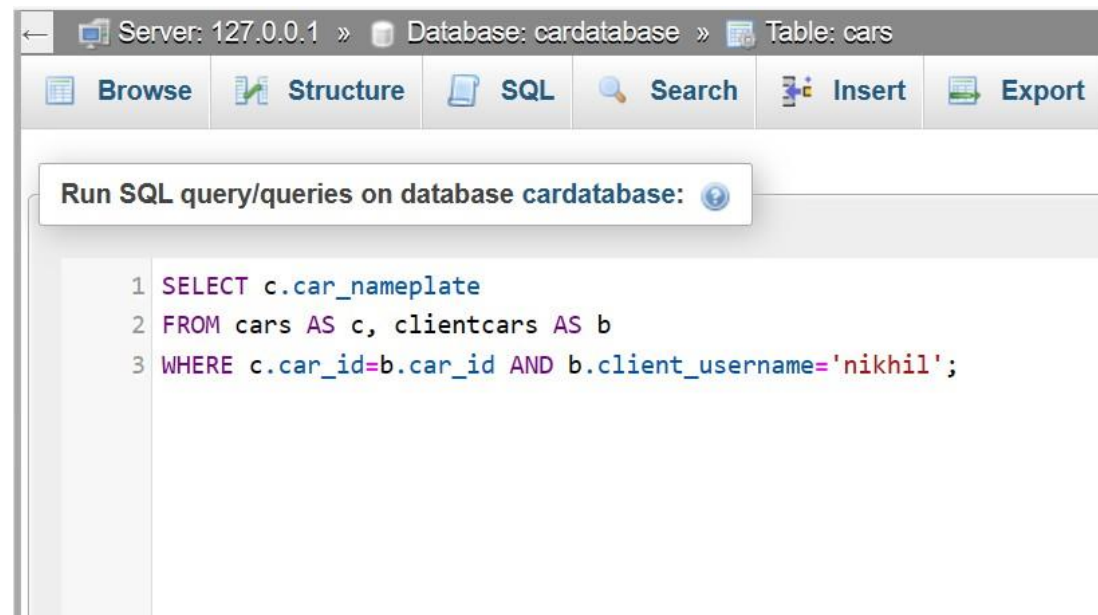 ← Server: 127.0.0.1 » Database: cardatabase » Table: cars
Browse Structure SQL Search Insert Export
Run SQL query/queries on database cardatabase:
1 SELECT c.car_nameplate
2 FROM cars AS c, clientcars AS b
3 WHERE c.car_id=b.car_id AND b.client_username='nikhil';